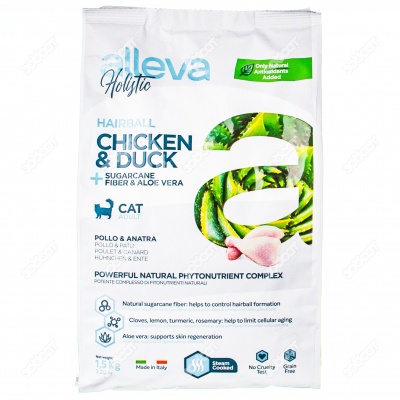 alleva
Holistic
Only Natural
Antioxidants
Added
HAIRBALL
CHICKEN
& DUCK
+ SUGARCANE
FIBER & ALOE VERA
CAT
ADULT
POLLO & ANATRA
POLLO & PATO
POULET & CANARD
HÜHNCHEN & ENTE
POWERFUL NATURAL PHYTONUTRIENT COMPLEX
POTENTE COMPLESSO DI FITONUTRIENTI NATURALI
Natural sugarcane fiber: helps to control hairball formation
Cloves, lemon, turmeric, rosemary: help to limit cellular aging
Aloe vera: supports skin regeneration
Net weight:
1.5 kg
Made in Italy
Steam
Cooked
No Cruelty
Test
Grain
Free